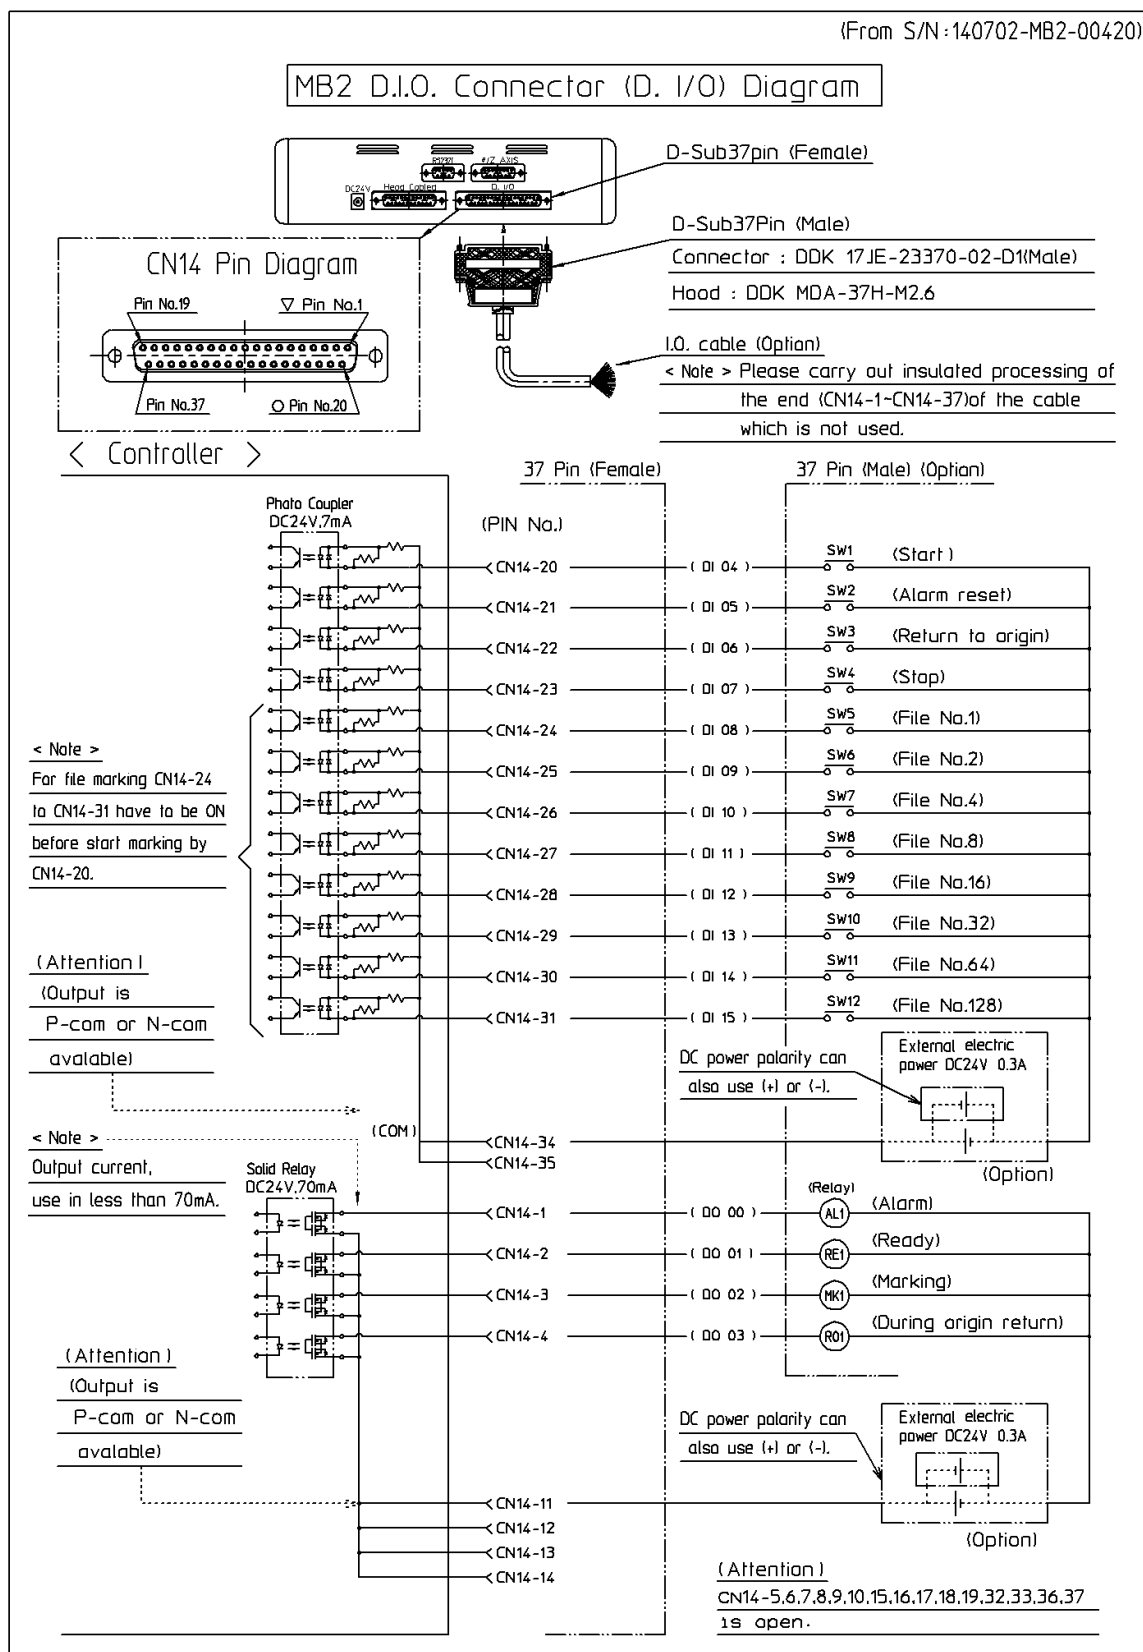 (From S/N:140702-MB2-00420)
MB2 D.I.O. Connector (D. I/O) Diagram
D-Sub37pin (Female)
#/Z AXIS
DC24V
Head Cabled
D. I/O
D-Sub37Pin (Male)
Connector : DDK 17JE-23370-02-D1(Male)
Hood : DDK MDA-37H-M2.6
CN14 Pin Diagram
Pin No.19
▽ Pin No.1
Pin No.37
○ Pin No.20
I.O. cable (Option)
< Note > Please carry out insulated processing of
the end (CN14-1~CN14-37)of the cable
which is not used.
< Controller >
37 Pin (Female)
37 Pin (Male) (Option)
Photo Coupler
DC24V,7mA
(PIN No.)
CN14-20 ( DI 04 ) SW1 (Start )
CN14-21 ( DI 05 ) SW2 (Alarm reset)
CN14-22 ( DI 06 ) SW3 (Return to origin)
CN14-23 ( DI 07 ) SW4 (Stop)
CN14-24 ( DI 08 ) SW5 (File No.1)
CN14-25 ( DI 09 ) SW6 (File No.2)
CN14-26 ( DI 10 ) SW7 (File No.4)
CN14-27 ( DI 11 ) SW8 (File No.8)
CN14-28 ( DI 12 ) SW9 (File No.16)
CN14-29 ( DI 13 ) SW10 (File No.32)
CN14-30 ( DI 14 ) SW11 (File No.64)
CN14-31 ( DI 15 ) SW12 (File No.128)
< Note >
For file marking CN14-24
to CN14-31 have to be ON
before start marking by
CN14-20.
(Attention)
(Output is
P-com or N-com
avalable)
DC power polarity can
also use (+) or (-).
External electric
power DC24V 0.3A
(Option)
(COM)
CN14-34
CN14-35
< Note >
Output current,
use in less than 70mA.
Solid Relay
DC24V,70mA
(Relay)
CN14-1 ( DO 00 ) AL1 (Alarm)
CN14-2 ( DO 01 ) RE1 (Ready)
CN14-3 ( DO 02 ) MK1 (Marking)
CN14-4 ( DO 03 ) RO1 (During origin return)
(Attention)
(Output is
P-com or N-com
avalable)
DC power polarity can
also use (+) or (-).
External electric
power DC24V 0.3A
(Option)
CN14-11
CN14-12
CN14-13
CN14-14
(Attention)
CN14-5,6,7,8,9,10,15,16,17,18,19,32,33,36,37
is open.